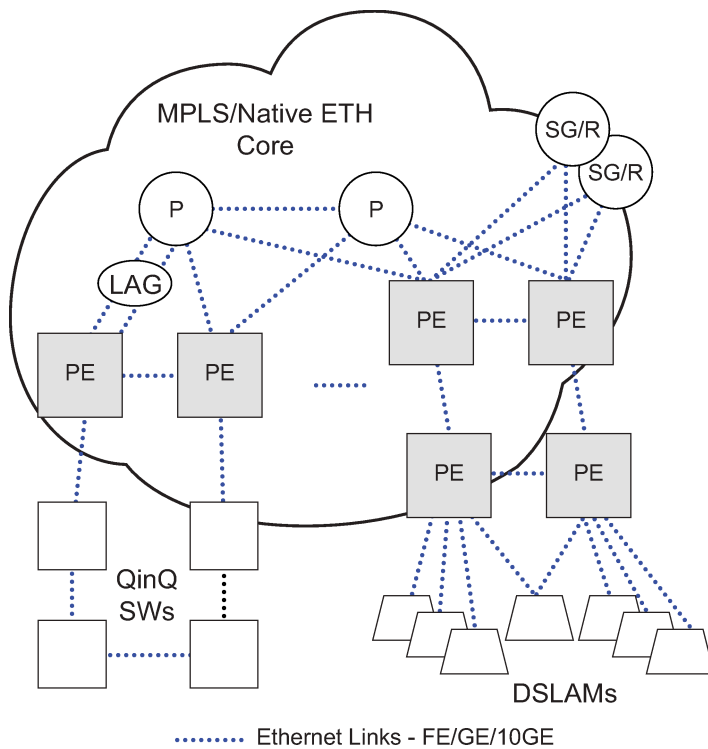 MPLS/Native ETH
Core
SG/R
SG/R
P
P
LAG
PE
PE
PE
PE
PE
PE
QinQ
SWs
DSLAMs
Ethernet Links - FE/GE/10GE